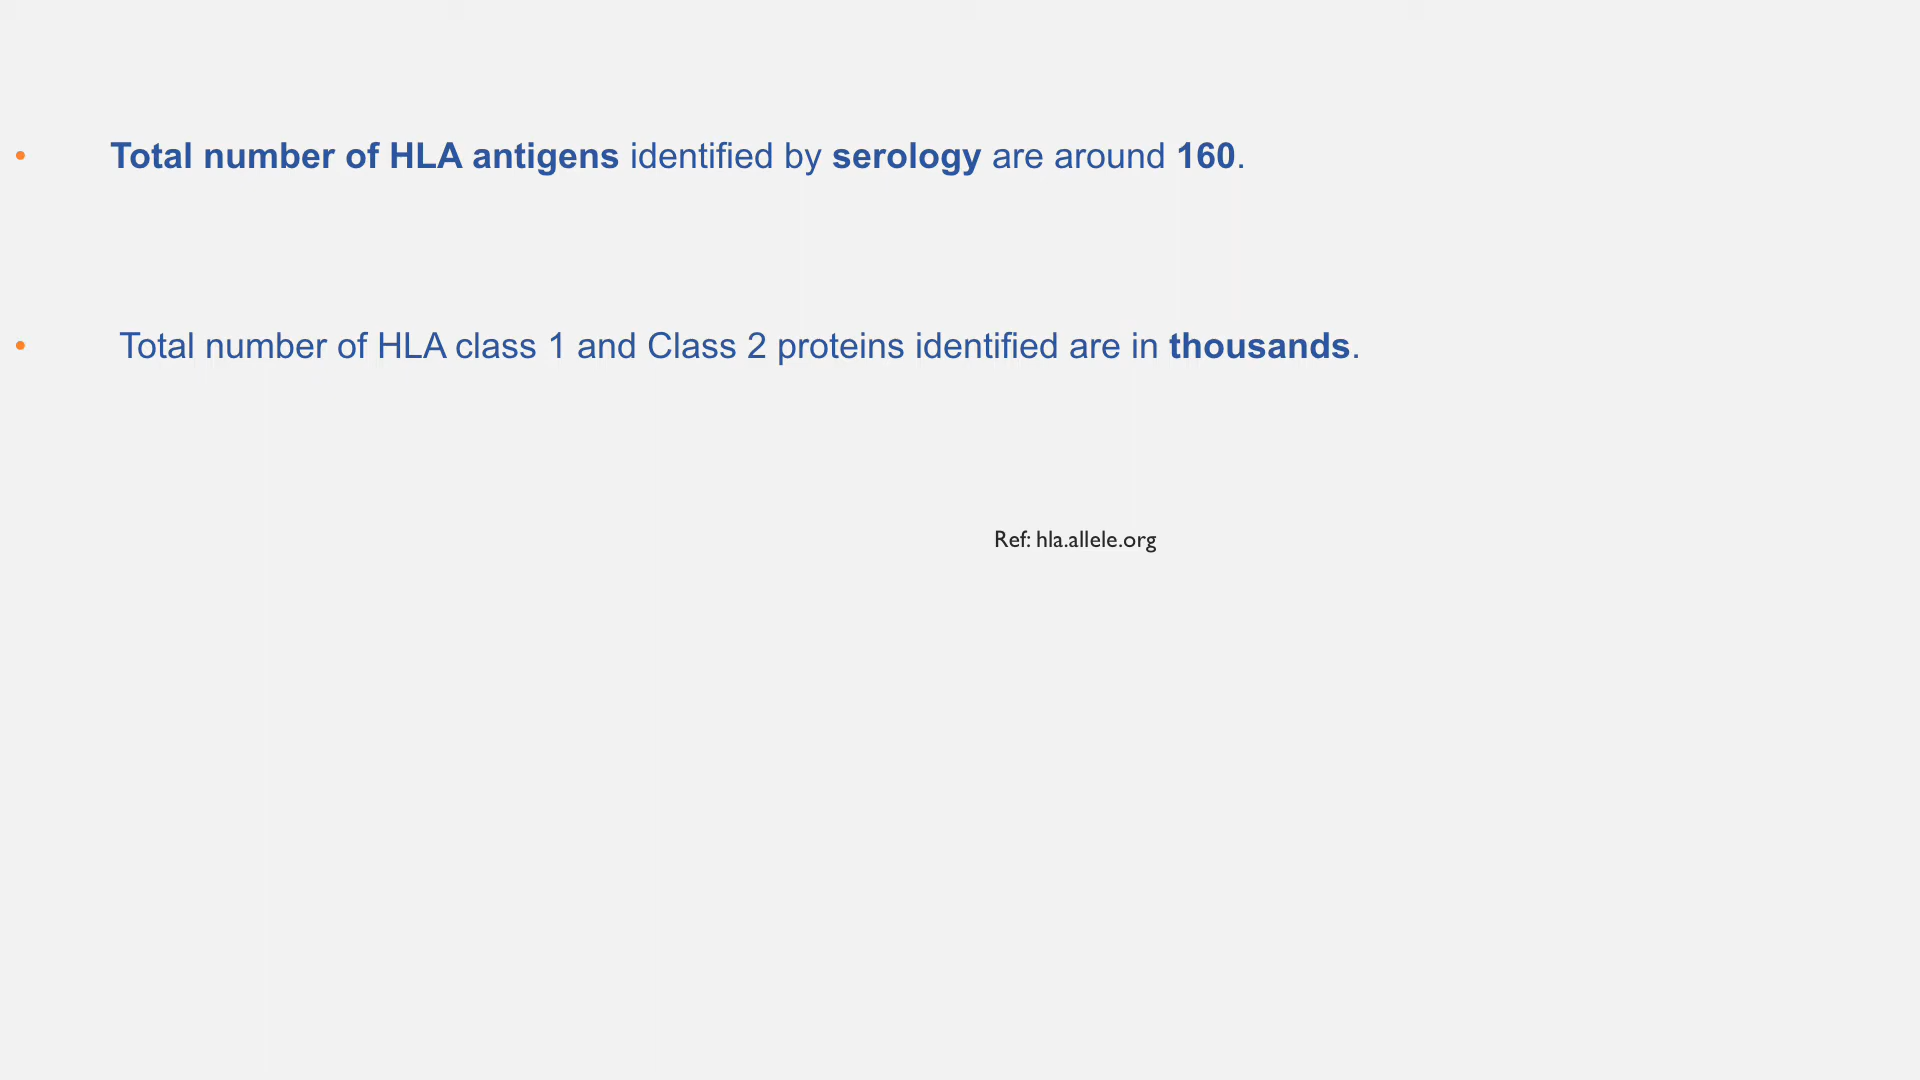 • Total number of HLA antigens identified by serology are around 160.
• Total number of HLA class 1 and Class 2 proteins identified are in thousands.
Ref: hla.allele.org